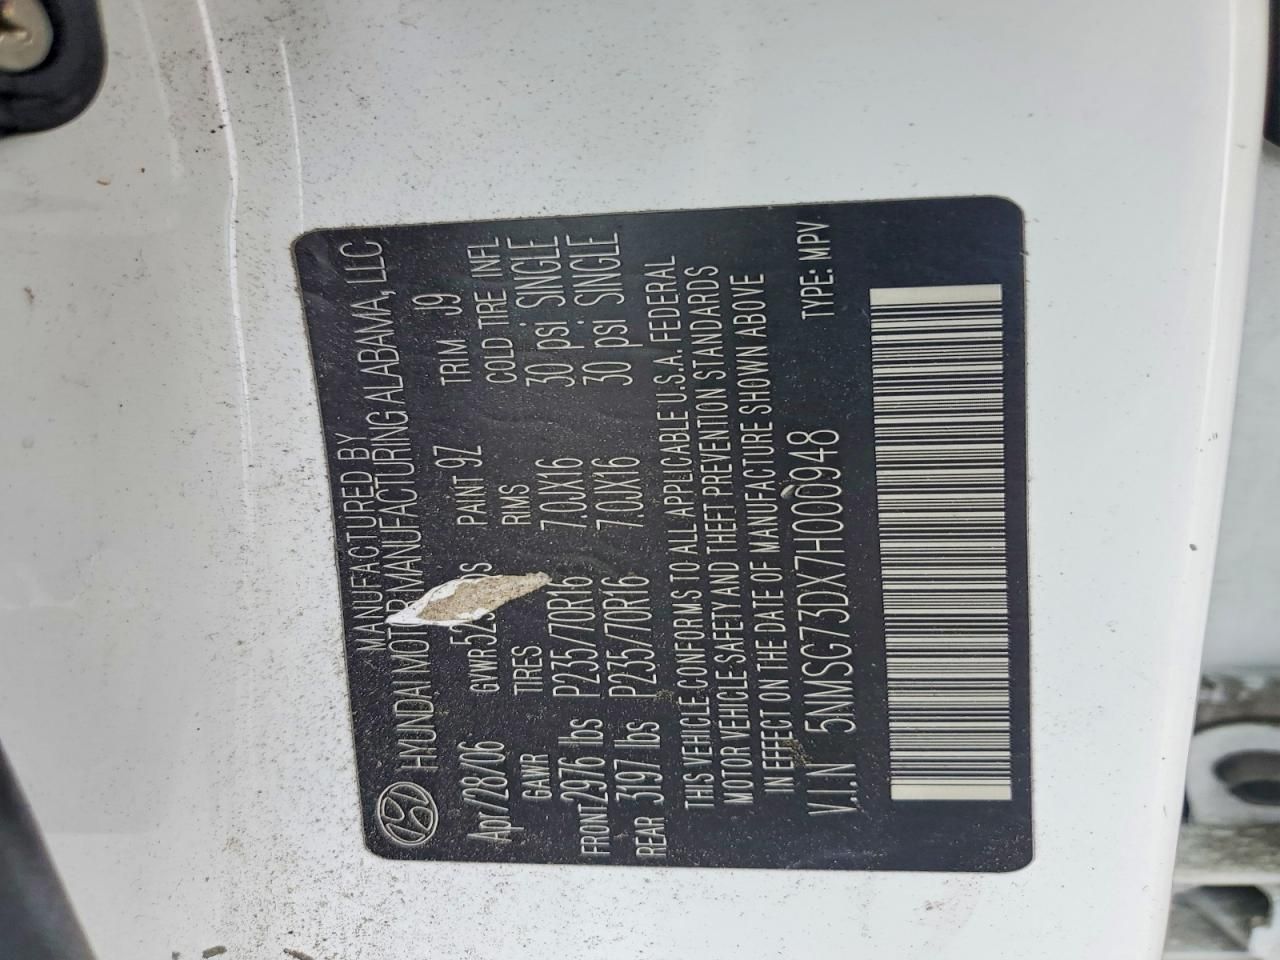 MANUFACTURED BY
HYUNDAI MOTOR MANUFACTURING ALABAMA, LLC
Apr/28/06 GVWR PAINT 9Z TRIM J9
GAWR TIRES RIMS COLD TIRE INFL
FRONT 2976 lbs P235/70R16 7.0JX16 30 psi SINGLE
REAR 3197 lbs P235/70R16 7.0JX16 30 psi SINGLE
THIS VEHICLE CONFORMS TO ALL APPLICABLE U.S.A. FEDERAL
MOTOR VEHICLE SAFETY AND THEFT PREVENTION STANDARDS
IN EFFECT ON THE DATE OF MANUFACTURE SHOWN ABOVE
V.I.N 5NMSG73DX7H000948 TYPE: MPV